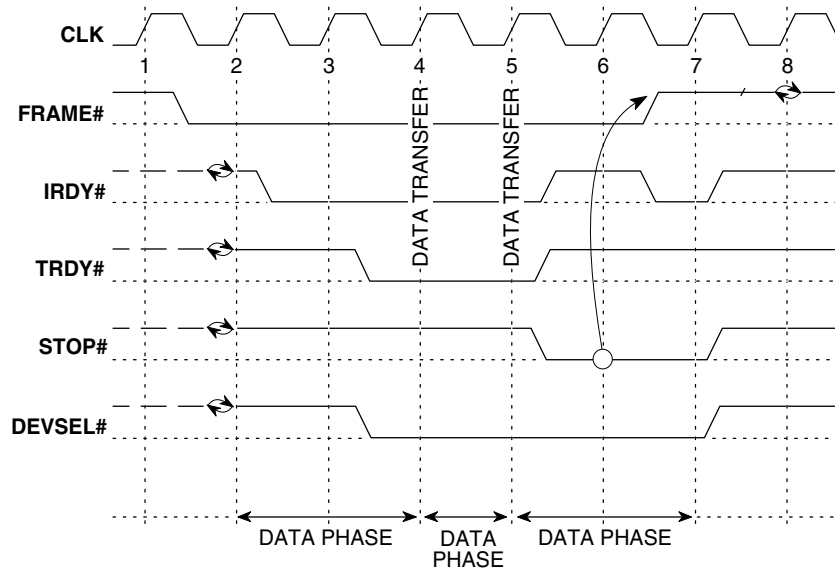 CLK
1 2 3 4 5 6 7 8
FRAME#
DATA TRANSFER
DATA TRANSFER
IRDY#
TRDY#
STOP#
DEVSEL#
DATA PHASE
DATA
PHASE
DATA PHASE